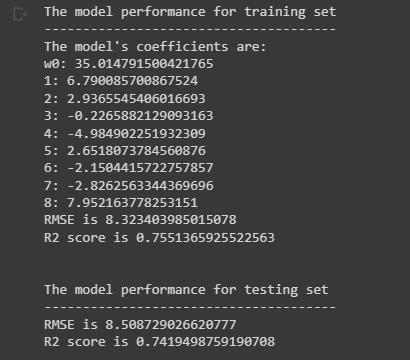 The model performance for training set
-------------------------------------
The model's coefficients are:
w0: 35.014791500421765
1: 6.790085700867524
2: 2.9365545406016693
3: -0.2265882129093163
4: -4.984902251932309
5: 2.6518073784560876
6: -2.1504415722757857
7: -2.8262563344369696
8: 7.952163778253151
RMSE is 8.323403985015078
R2 score is 0.7551365925522563
The model performance for testing set
-------------------------------------
RMSE is 8.508729026620777
R2 score is 0.7419498759190708